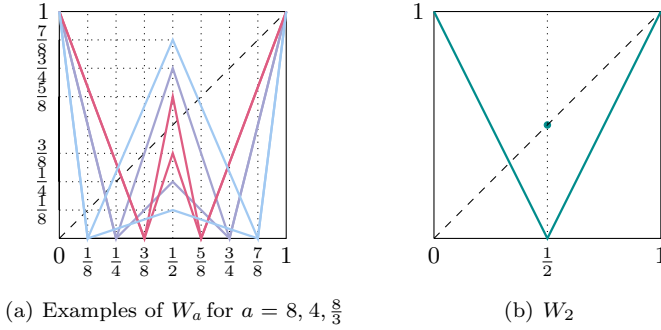 1
7/8
3/4
5/8
3/8
1/4
1/8
0 1/8 1/4 3/8 1/2 5/8 3/4 7/8 1
(a) Examples of W_a for a = 8, 4, 8/3
1
0 1/2 1
(b) W_2